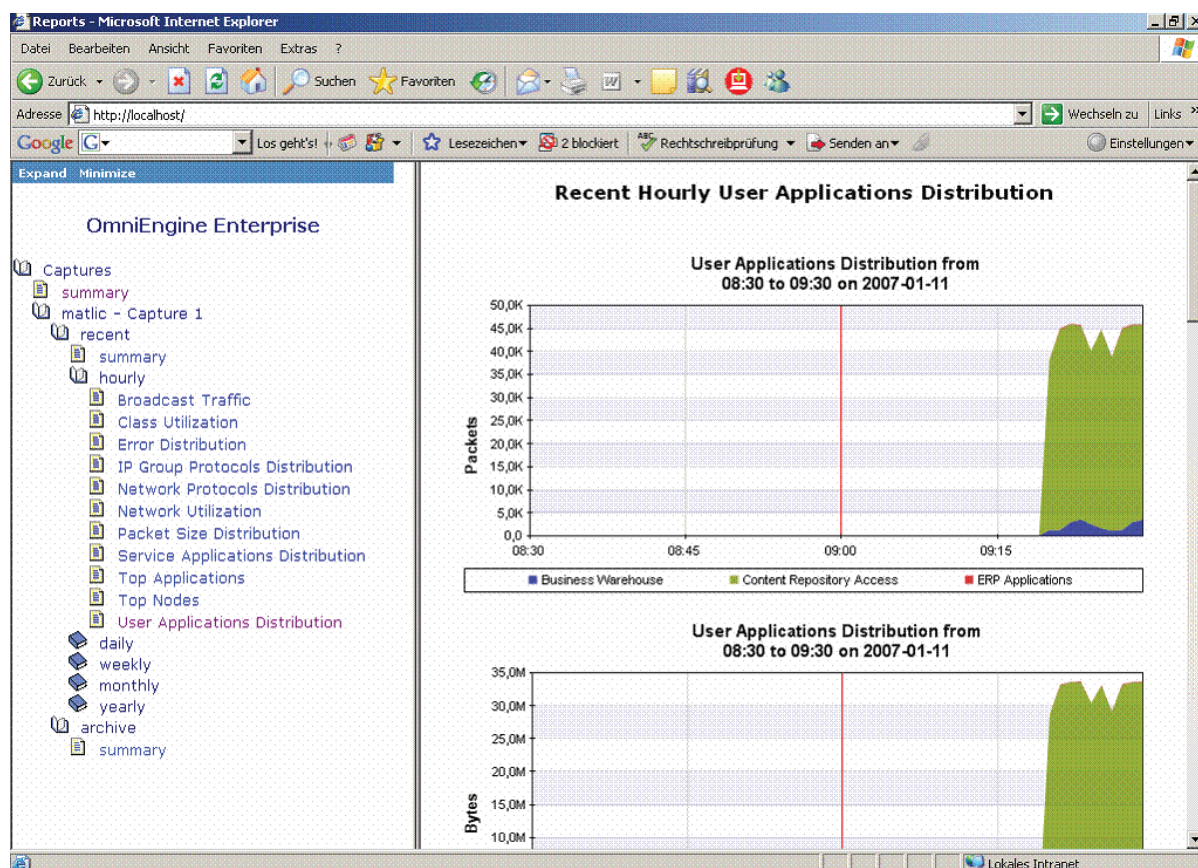 Reports - Microsoft Internet Explorer
Datei Bearbeiten Ansicht Favoriten Extras ?
Zurück Suchen Favoriten
Adresse http://localhost/ Wechseln zu Links »
Google G Los geht's! Lesezeichen 2 blockiert ABC Rechtschreibprüfung Senden an Einstellungen
Expand Minimize
OmniEngine Enterprise
Captures
summary
matlic - Capture 1
recent
summary
hourly
Broadcast Traffic
Class Utilization
Error Distribution
IP Group Protocols Distribution
Network Protocols Distribution
Network Utilization
Packet Size Distribution
Service Applications Distribution
Top Applications
Top Nodes
User Applications Distribution
daily
weekly
monthly
yearly
archive
summary
Recent Hourly User Applications Distribution
User Applications Distribution from
08:30 to 09:30 on 2007-01-11
50,0K
45,0K
40,0K
35,0K
30,0K
25,0K
20,0K
15,0K
10,0K
5,0K
0,0
Packets
08:30 08:45 09:00 09:15
Business Warehouse Content Repository Access ERP Applications
User Applications Distribution from
08:30 to 09:30 on 2007-01-11
35,0M
30,0M
25,0M
20,0M
15,0M
10,0M
Bytes
Lokales Intranet